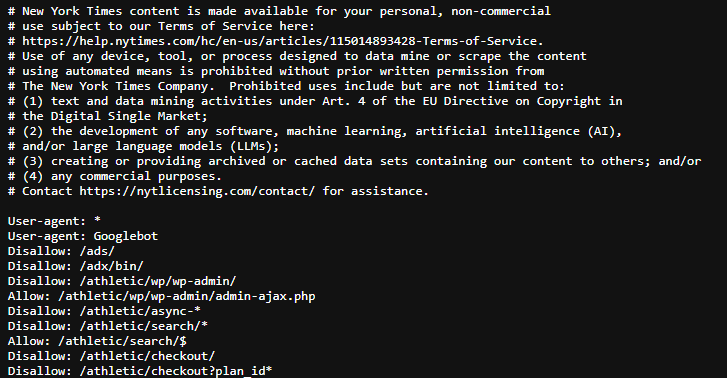 # New York Times content is made available for your personal, non-commercial
# use subject to our Terms of Service here:
# https://help.nytimes.com/hc/en-us/articles/115014893428-Terms-of-Service.
# Use of any device, tool, or process designed to data mine or scrape the content
# using automated means is prohibited without prior written permission from
# The New York Times Company.  Prohibited uses include but are not limited to:
# (1) text and data mining activities under Art. 4 of the EU Directive on Copyright in
# the Digital Single Market;
# (2) the development of any software, machine learning, artificial intelligence (AI),
# and/or large language models (LLMs);
# (3) creating or providing archived or cached data sets containing our content to others; and/or
# (4) any commercial purposes.
# Contact https://nytlicensing.com/contact/ for assistance.

User-agent: *
User-agent: Googlebot
Disallow: /ads/
Disallow: /adx/bin/
Disallow: /athletic/wp/wp-admin/
Allow: /athletic/wp/wp-admin/admin-ajax.php
Disallow: /athletic/async-*
Disallow: /athletic/search/*
Allow: /athletic/search/$
Disallow: /athletic/checkout/
Disallow: /athletic/checkout?plan_id*